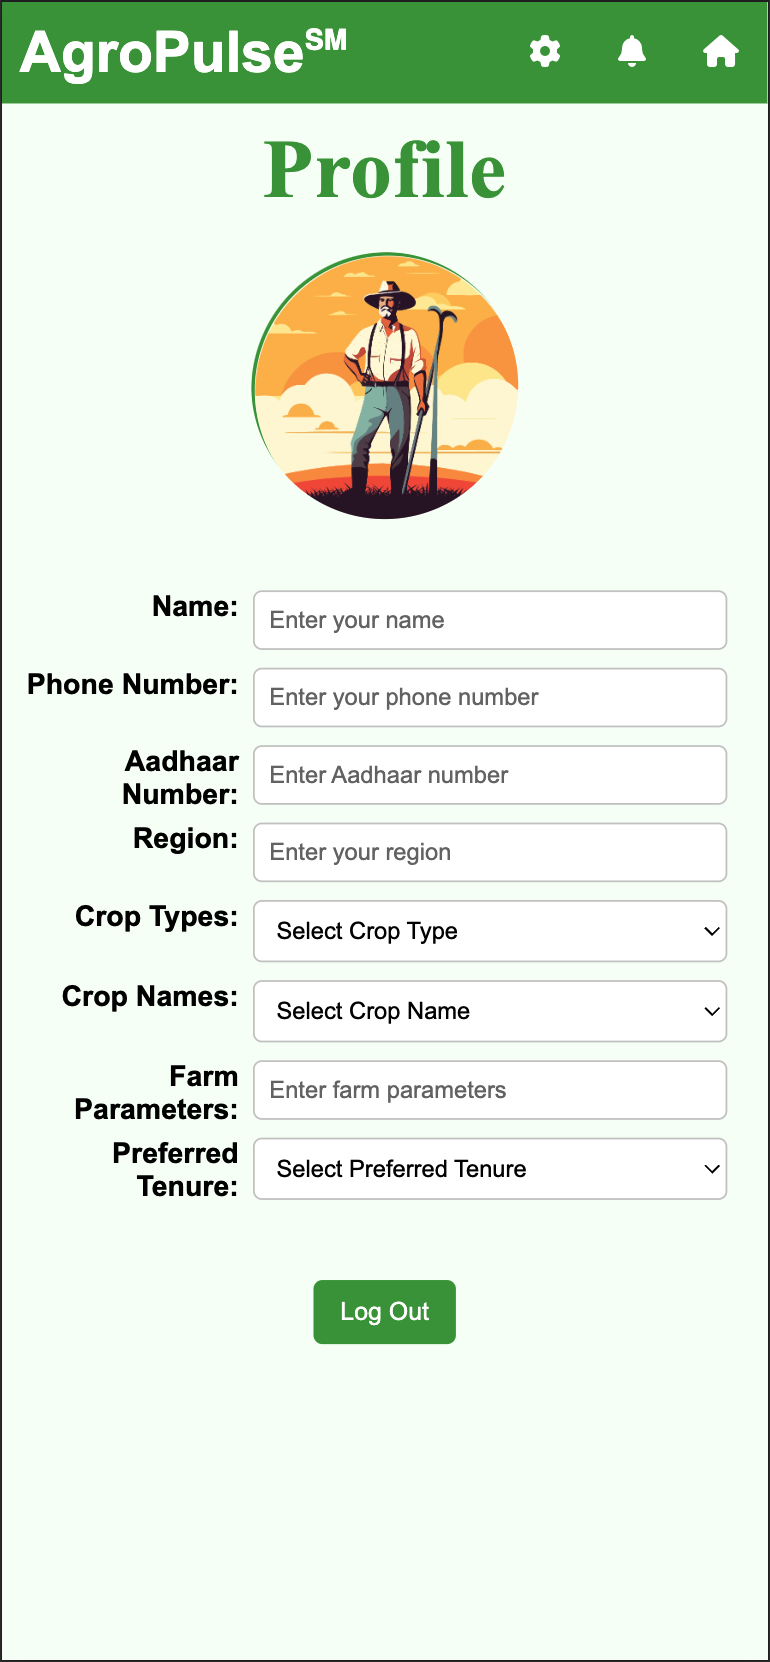 AgroPulse℠
Profile
Name:
Enter your name
Phone Number:
Enter your phone number
Aadhaar
Number:
Enter Aadhaar number
Region:
Enter your region
Crop Types:
Select Crop Type
Crop Names:
Select Crop Name
Farm
Parameters:
Enter farm parameters
Preferred
Tenure:
Select Preferred Tenure
Log Out